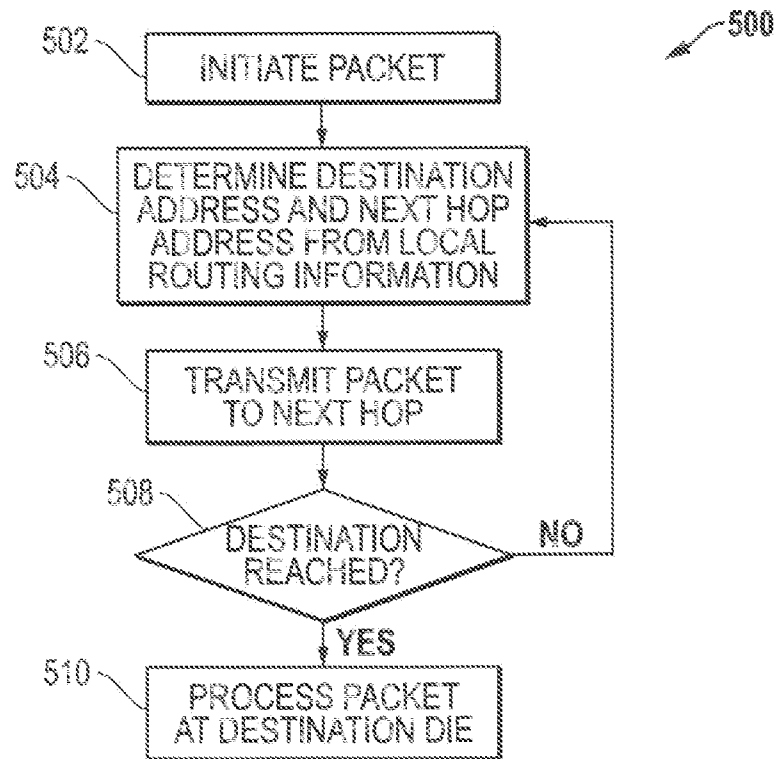 500
502
INITIATE PACKET
504
DETERMINE DESTINATION
ADDRESS AND NEXT HOP
ADDRESS FROM LOCAL
ROUTING INFORMATION
506
TRANSMIT PACKET
TO NEXT HOP
508
DESTINATION
REACHED?
NO
YES
510
PROCESS PACKET
AT DESTINATION DIE